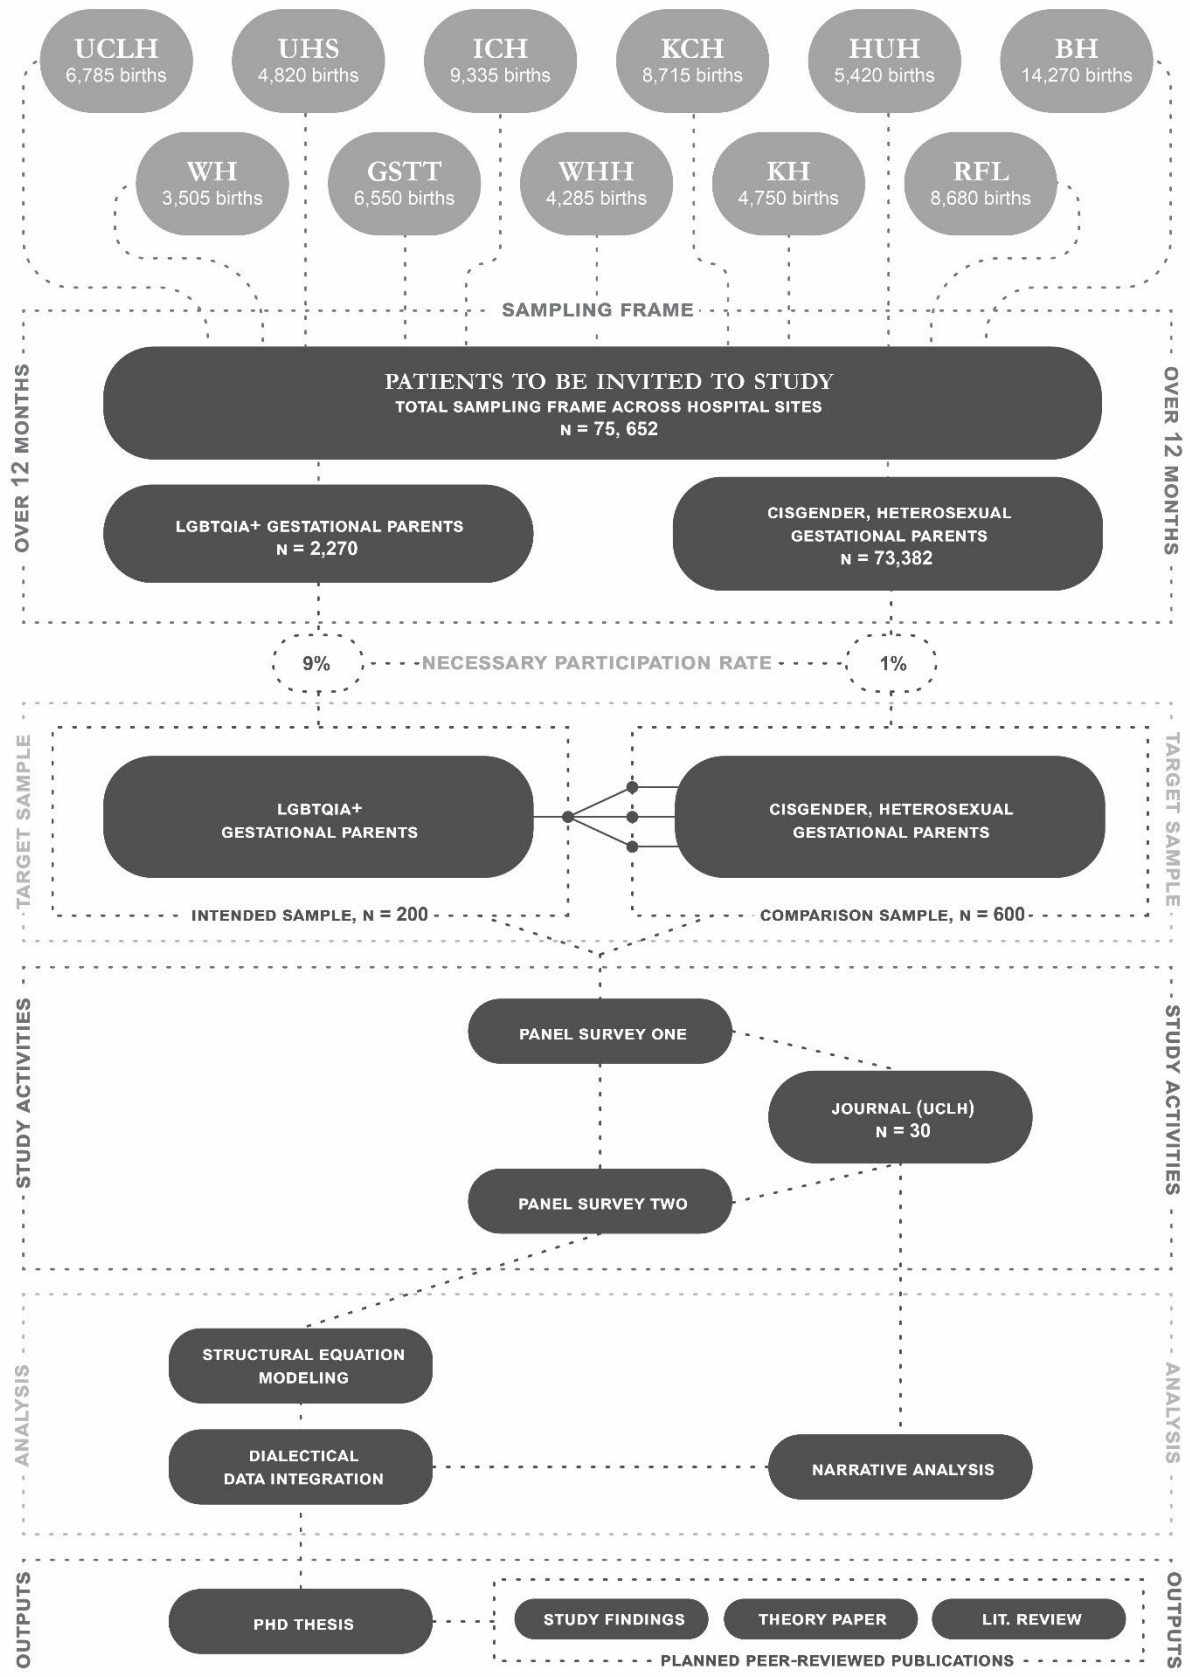 UCLH
6,785 births
UHS
4,820 births
ICH
9,335 births
KCH
8,715 births
HUH
5,420 births
BH
14,270 births
WH
3,505 births
GSTT
6,550 births
WHH
4,285 births
KH
4,750 births
RFL
8,680 births
SAMPLING FRAME
OVER 12 MONTHS
OVER 12 MONTHS
PATIENTS TO BE INVITED TO STUDY
TOTAL SAMPLING FRAME ACROSS HOSPITAL SITES
N = 75, 652
LGBTQIA+ GESTATIONAL PARENTS
N = 2,270
CISGENDER, HETEROSEXUAL
GESTATIONAL PARENTS
N = 73,382
9%
NECESSARY PARTICIPATION RATE
1%
TARGET SAMPLE
TARGET SAMPLE
LGBTQIA+
GESTATIONAL PARENTS
CISGENDER, HETEROSEXUAL
GESTATIONAL PARENTS
INTENDED SAMPLE, N = 200
COMPARISON SAMPLE, N = 600
STUDY ACTIVITIES
STUDY ACTIVITIES
PANEL SURVEY ONE
JOURNAL (UCLH)
N = 30
PANEL SURVEY TWO
ANALYSIS
ANALYSIS
STRUCTURAL EQUATION
MODELING
DIALECTICAL
DATA INTEGRATION
NARRATIVE ANALYSIS
OUTPUTS
OUTPUTS
PHD THESIS
STUDY FINDINGS
THEORY PAPER
LIT. REVIEW
PLANNED PEER-REVIEWED PUBLICATIONS